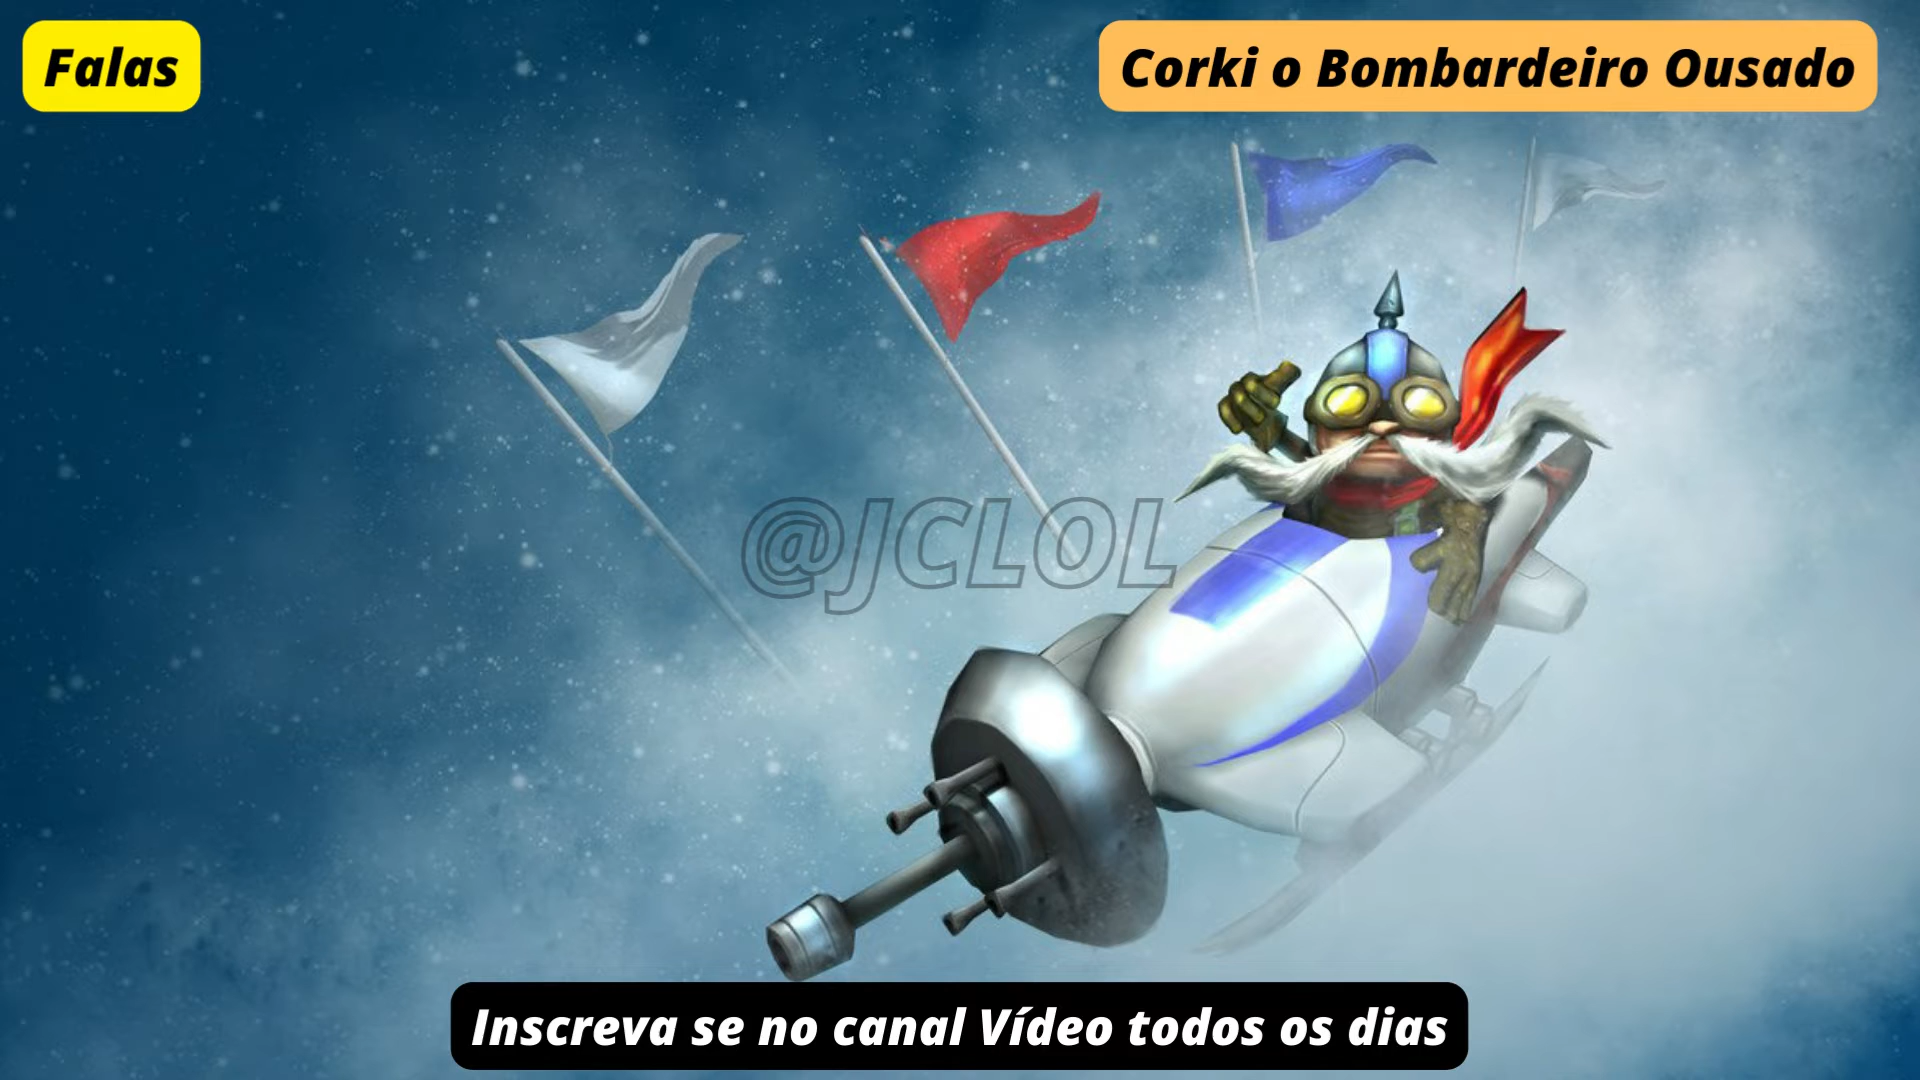 Falas
Corki o Bombardeiro Ousado
@JCLOL
Inscreva se no canal Vídeo todos os dias